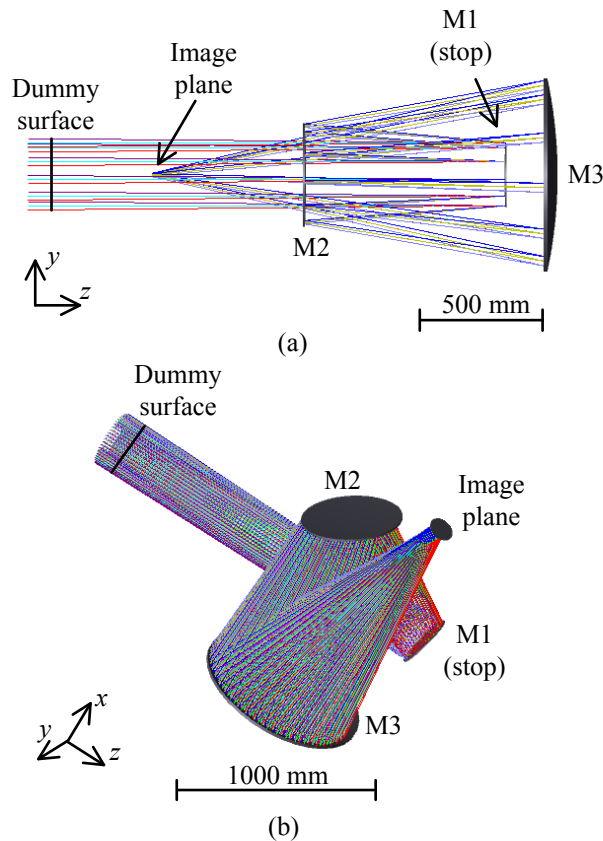 M1
(stop)
Image
plane
Dummy
surface
M3
M2
y
z
500 mm
(a)
Dummy
surface
M2
Image
plane
M1
(stop)
M3
x
y
z
1000 mm
(b)